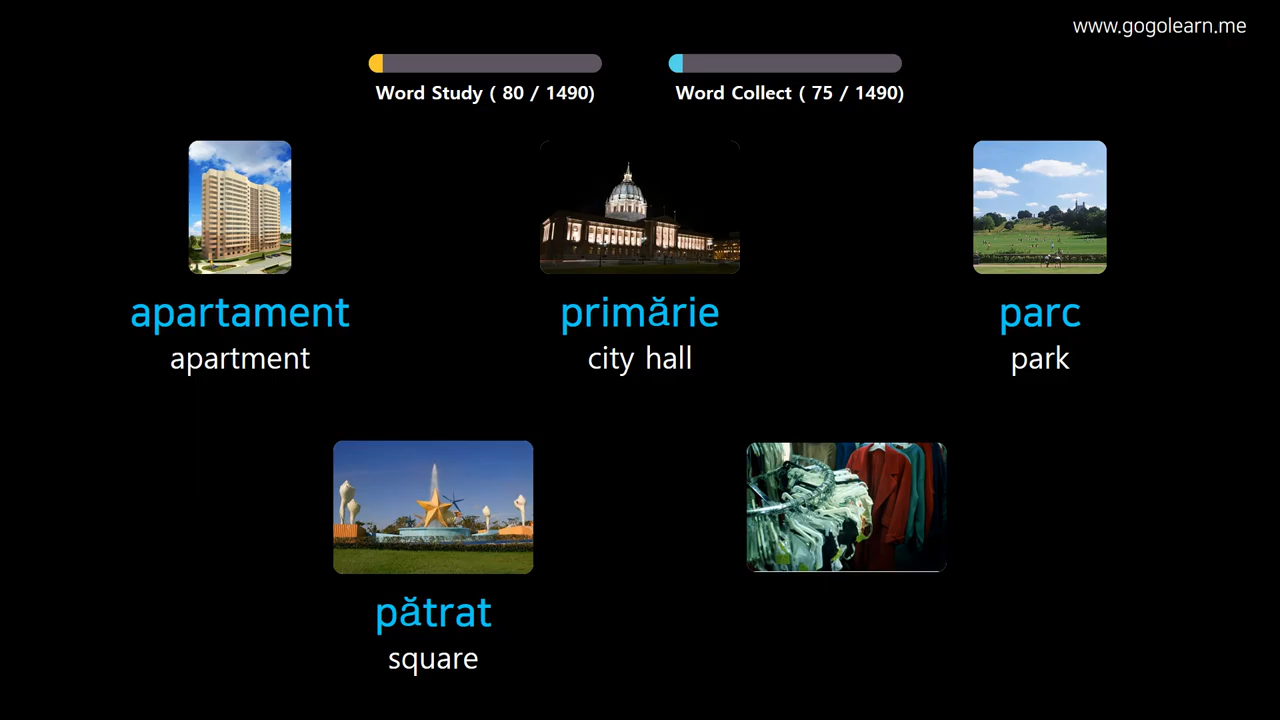 www.gogolearn.me
Word Study ( 80 / 1490)
Word Collect ( 75 / 1490)
apartament
apartment
primărie
city hall
parc
park
pătrat
square